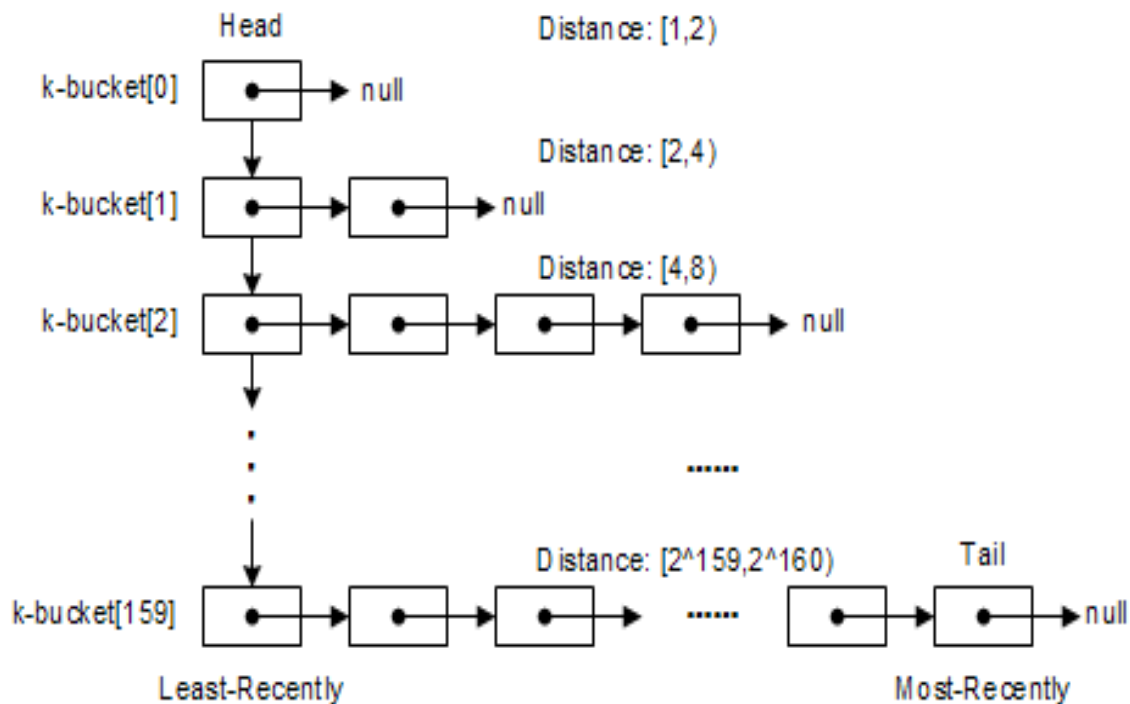 Head
Distance: [1,2)
k-bucket[0]
null
Distance: [2,4)
k-bucket[1]
null
Distance: [4,8)
k-bucket[2]
null
......
Distance: [2^159,2^160)
Tail
k-bucket[159]
......
null
Least-Recently
Most-Recently